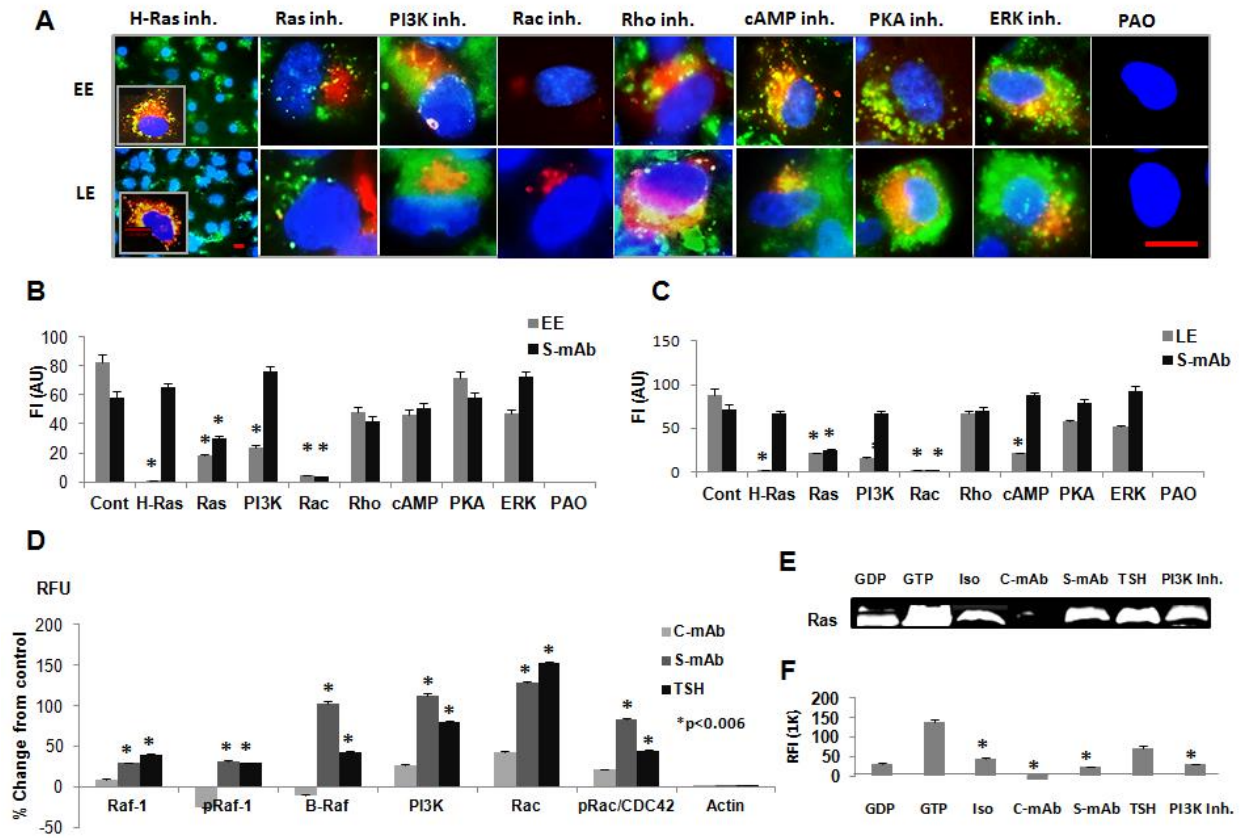 A
H-Ras inh. Ras inh. PI3K inh. Rac inh. Rho inh. cAMP inh. PKA inh. ERK inh. PAO
EE
LE
B
100
80
60
40
20
0
FI (AU)
EE
S-mAb
* * * * * *
Cont H-Ras Ras PI3K Rac Rho cAMP PKA ERK PAO
C
150
100
50
0
FI (AU)
LE
S-mAb
* * * * * * *
Cont H-Ras Ras PI3K Rac Rho cAMP PKA ERK PAO
D
RFU
% Change from control
200
150
100
50
0
-50
C-mAb
S-mAb
TSH
*p<0.006
* * * * * * * * * * * *
Raf-1 pRaf-1 B-Raf PI3K Rac pRac/CDC42 Actin
E
GDP GTP Iso C-mAb S-mAb TSH PI3K Inh.
Ras
F
RFI (1K)
200
150
100
50
0
* * * *
GDP GTP Iso C-mAb S-mAb TSH PI3K Inh.